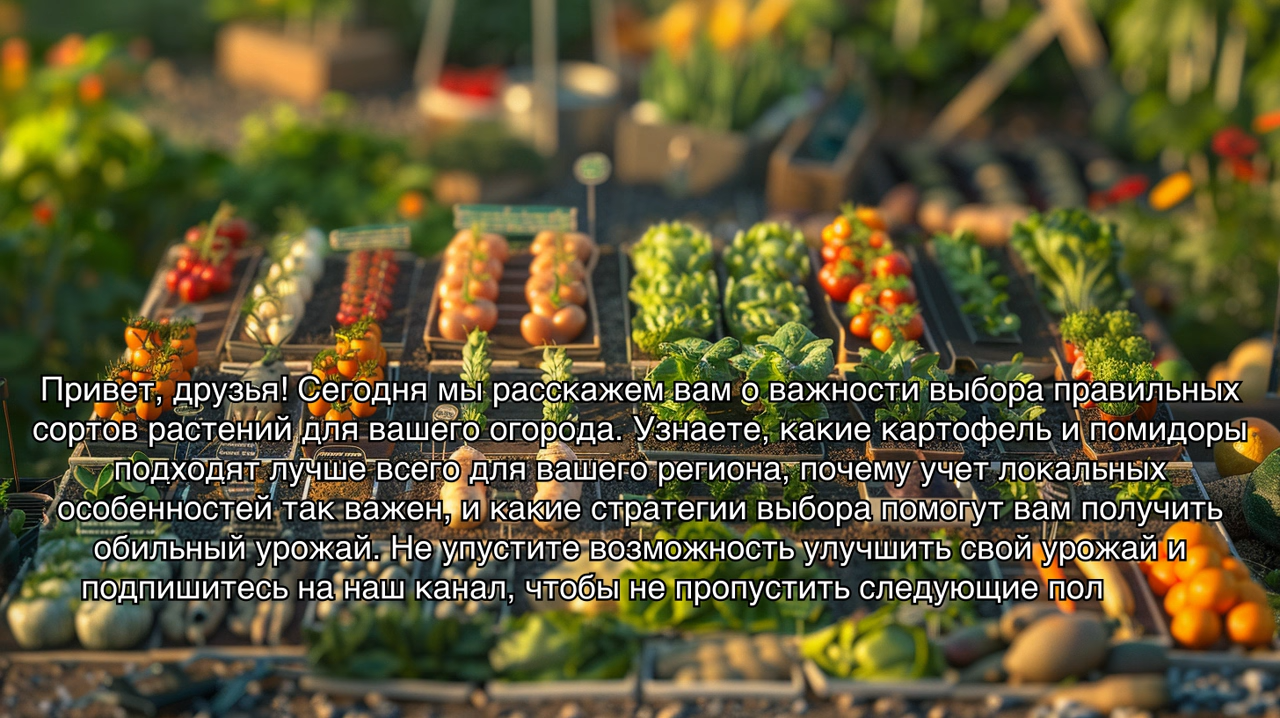 Привет, друзья! Сегодня мы расскажем вам о важности выбора правильных
сортов растений для вашего огорода. Узнаете, какие картофель и помидоры
подходят лучше всего для вашего региона, почему учет локальных
особенностей так важен, и какие стратегии выбора помогут вам получить
обильный урожай. Не упустите возможность улучшить свой урожай и
подпишитесь на наш канал, чтобы не пропустить следующие пол